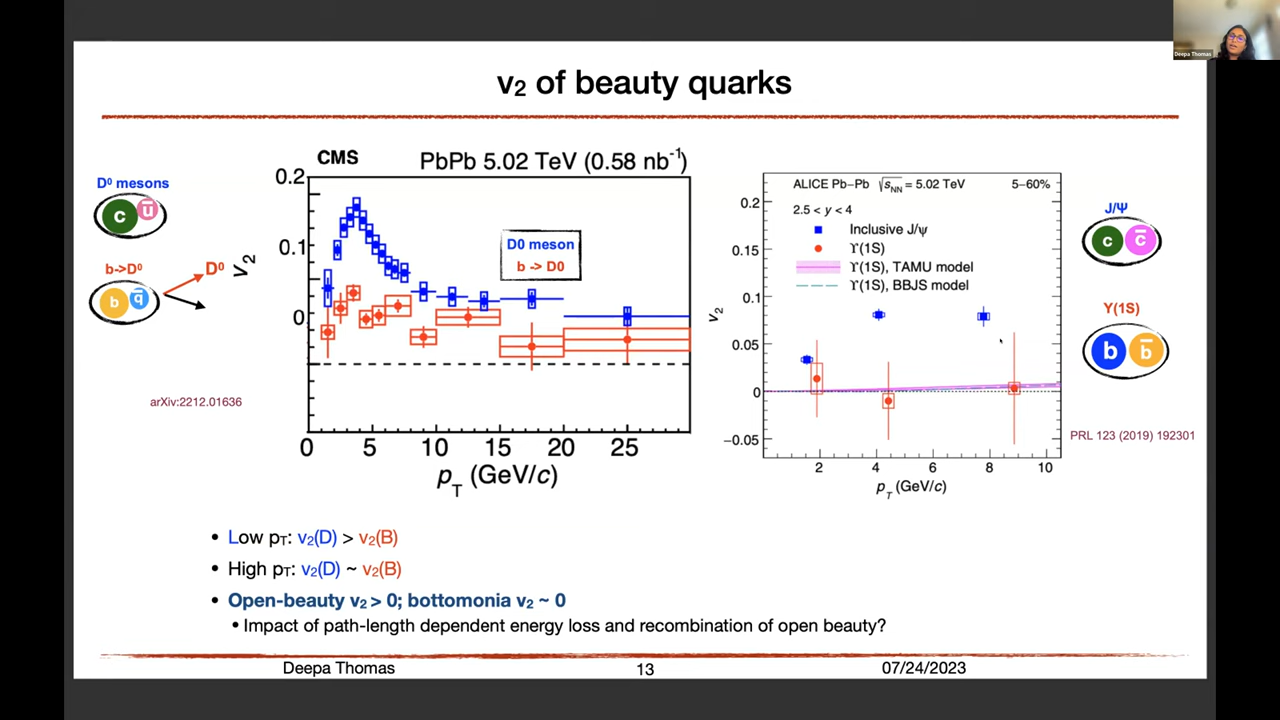 Deepa Thomas
v₂ of beauty quarks
D⁰ mesons
c ū
b->D⁰
D⁰
b q̄
arXiv:2212.01636
CMS PbPb 5.02 TeV (0.58 nb⁻¹)
v₂
0.2
0.1
0
D0 meson
b -> D0
0 5 10 15 20 25
p_T (GeV/c)
ALICE Pb−Pb √s_NN = 5.02 TeV 5−60%
2.5 < y < 4
Inclusive J/ψ
ϒ(1S)
ϒ(1S), TAMU model
ϒ(1S), BBJS model
v₂
0.2
0.15
0.1
0.05
0
−0.05
2 4 6 8 10
p_T (GeV/c)
J/Ψ
c c̄
Υ(1S)
b b̄
PRL 123 (2019) 192301
• Low p_T: v₂(D) > v₂(B)
• High p_T: v₂(D) ~ v₂(B)
• Open-beauty v₂ > 0; bottomonia v₂ ~ 0
• Impact of path-length dependent energy loss and recombination of open beauty?
Deepa Thomas 13 07/24/2023